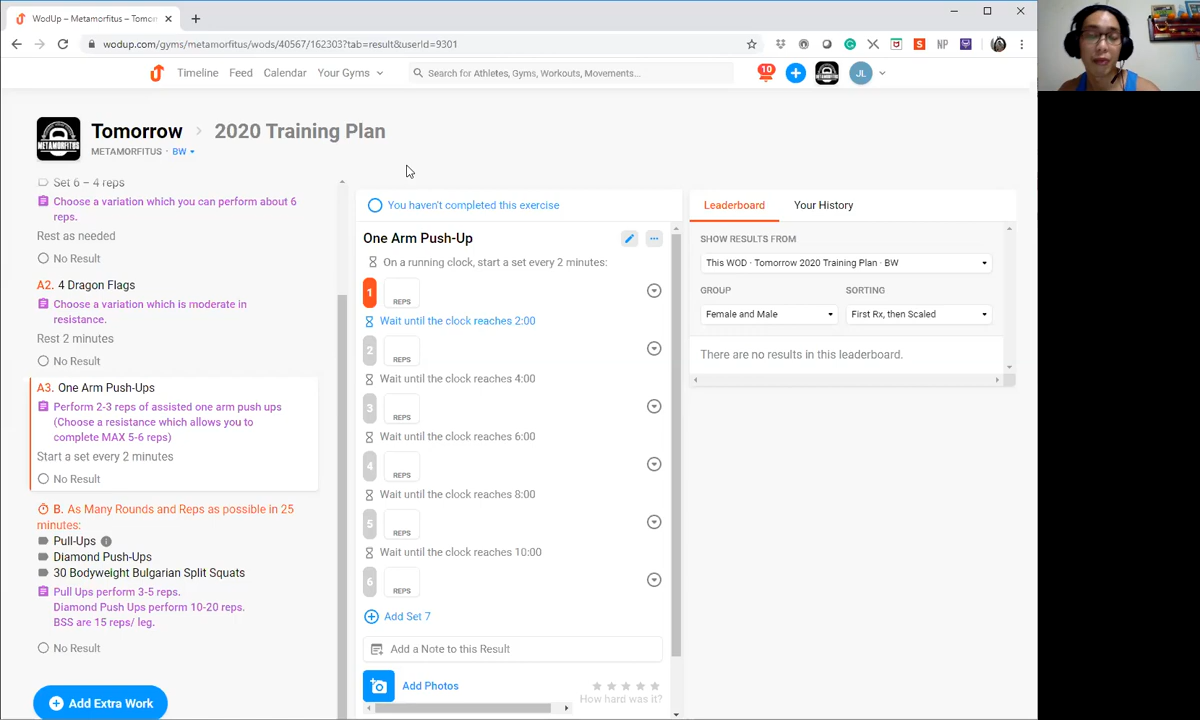 WodUp – Metamorfitus – Tomor
wodup.com/gyms/metamorfitus/wods/40567/162303?tab=result&userId=9301
NP
Timeline
Feed
Calendar
Your Gyms
Search for Athletes, Gyms, Workouts, Movements...
10
JL
METAMORFITUS
Tomorrow
2020 Training Plan
METAMORFITUS · BW
Set 6 – 4 reps
Choose a variation which you can perform about 6
reps.
Rest as needed
No Result
A2. 4 Dragon Flags
Choose a variation which is moderate in
resistance.
Rest 2 minutes
No Result
A3. One Arm Push-Ups
Perform 2-3 reps of assisted one arm push ups
(Choose a resistance which allows you to
complete MAX 5-6 reps)
Start a set every 2 minutes
No Result
B. As Many Rounds and Reps as possible in 25
minutes:
Pull-Ups
Diamond Push-Ups
30 Bodyweight Bulgarian Split Squats
Pull Ups perform 3-5 reps.
Diamond Push Ups perform 10-20 reps.
BSS are 15 reps/ leg.
No Result
Add Extra Work
You haven't completed this exercise
One Arm Push-Up
On a running clock, start a set every 2 minutes:
1
REPS
Wait until the clock reaches 2:00
2
REPS
Wait until the clock reaches 4:00
3
REPS
Wait until the clock reaches 6:00
4
REPS
Wait until the clock reaches 8:00
5
REPS
Wait until the clock reaches 10:00
6
REPS
Add Set 7
Add a Note to this Result
Add Photos
How hard was it?
Leaderboard
Your History
SHOW RESULTS FROM
This WOD · Tomorrow 2020 Training Plan · BW
GROUP
SORTING
Female and Male
First Rx, then Scaled
There are no results in this leaderboard.